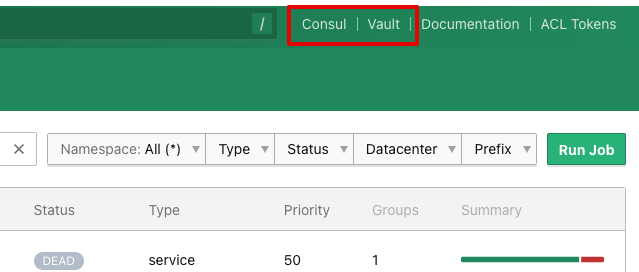 / Consul Vault Documentation ACL Tokens
× Namespace: All (*) Type Status Datacenter Prefix Run Job
Status Type Priority Groups Summary
DEAD service 50 1